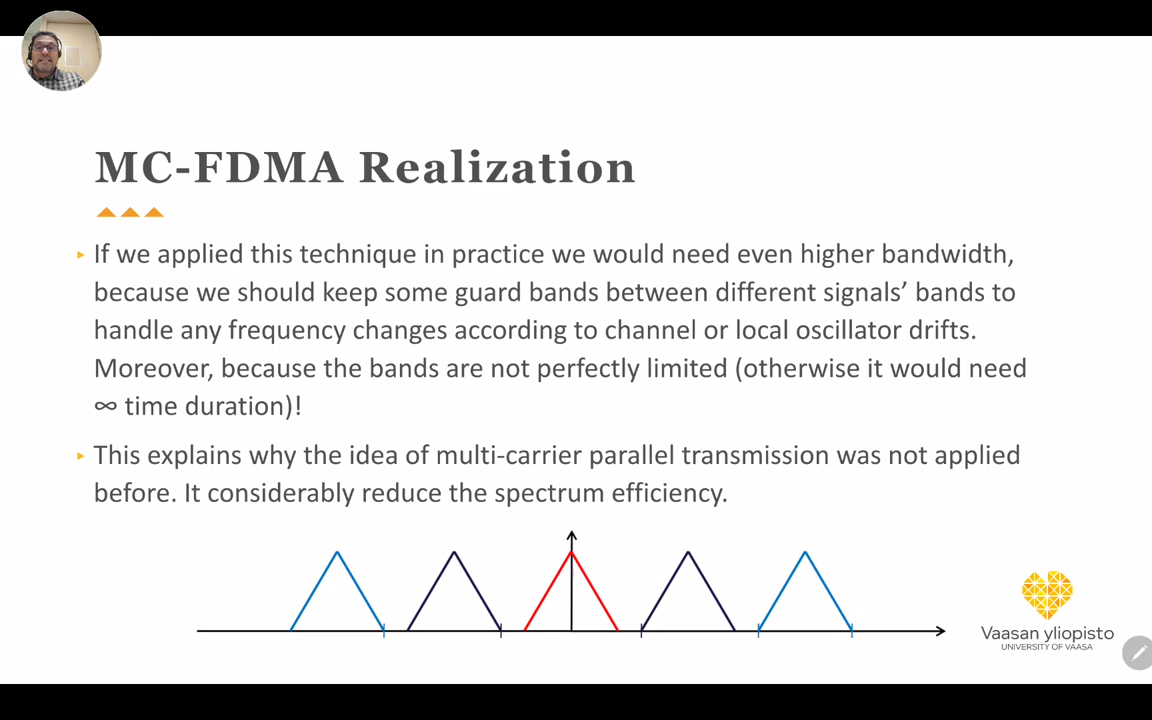 MC-FDMA Realization
If we applied this technique in practice we would need even higher bandwidth,
because we should keep some guard bands between different signals’ bands to
handle any frequency changes according to channel or local oscillator drifts.
Moreover, because the bands are not perfectly limited (otherwise it would need
∞ time duration)!
This explains why the idea of multi-carrier parallel transmission was not applied
before. It considerably reduce the spectrum efficiency.
Vaasan yliopisto
UNIVERSITY OF VAASA